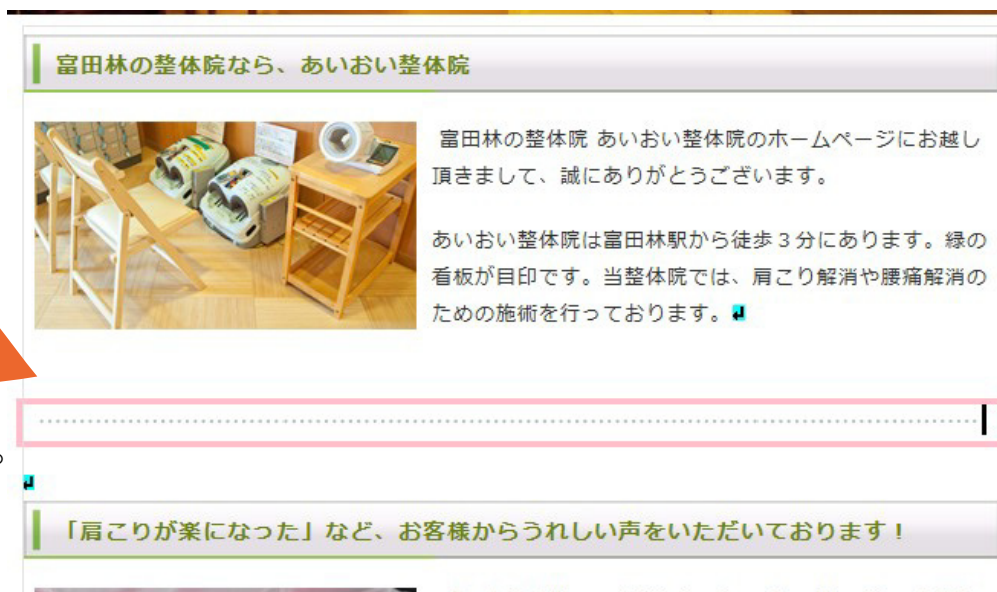 富田林の整体院なら、あいおい整体院
富田林の整体院 あいおい整体院のホームページにお越し
頂きまして、誠にありがとうございます。
あいおい整体院は富田林駅から徒歩３分にあります。緑の
看板が目印です。当整体院では、肩こり解消や腰痛解消の
ための施術を行っております。
。
「肩こりが楽になった」など、お客様からうれしい声をいただいております！